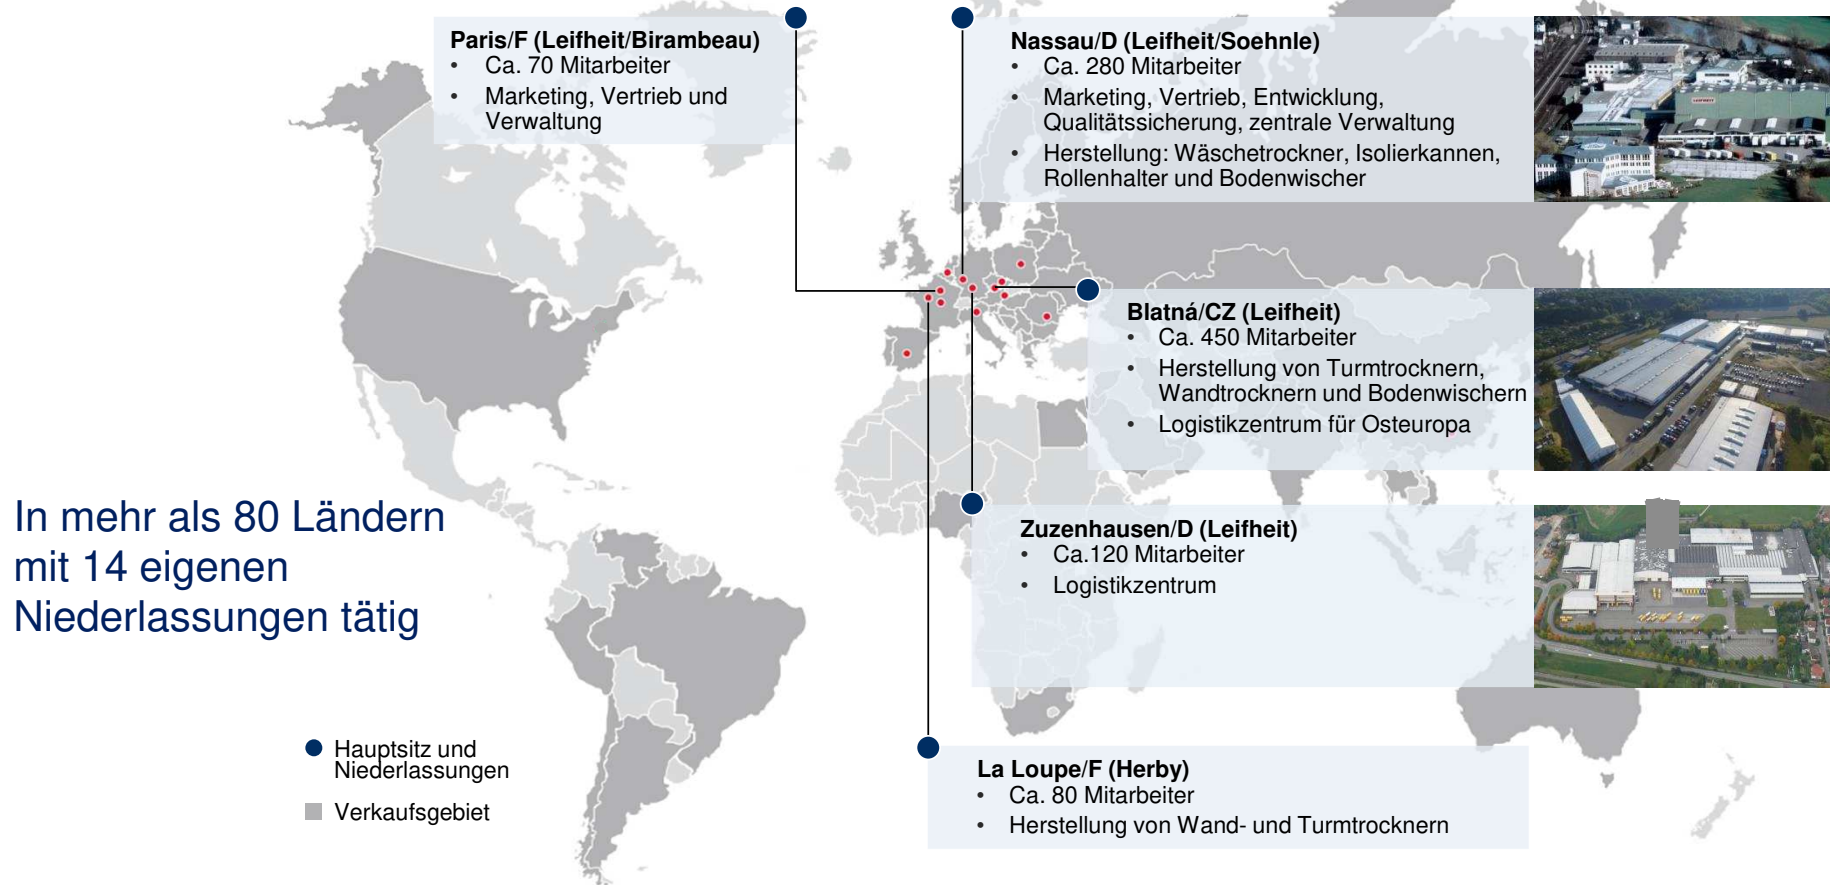 Paris/F (Leifheit/Birambeau)
• Ca. 70 Mitarbeiter
• Marketing, Vertrieb und
Verwaltung
Nassau/D (Leifheit/Soehnle)
• Ca. 280 Mitarbeiter
• Marketing, Vertrieb, Entwicklung,
Qualitätssicherung, zentrale Verwaltung
• Herstellung: Wäschetrockner, Isolierkannen,
Rollenhalter und Bodenwischer
Blatná/CZ (Leifheit)
• Ca. 450 Mitarbeiter
• Herstellung von Turmtrocknern,
Wandtrocknern und Bodenwischern
• Logistikzentrum für Osteuropa
In mehr als 80 Ländern
mit 14 eigenen
Niederlassungen tätig
Zuzenhausen/D (Leifheit)
• Ca.120 Mitarbeiter
• Logistikzentrum
Hauptsitz und
Niederlassungen
Verkaufsgebiet
La Loupe/F (Herby)
• Ca. 80 Mitarbeiter
• Herstellung von Wand- und Turmtrocknern